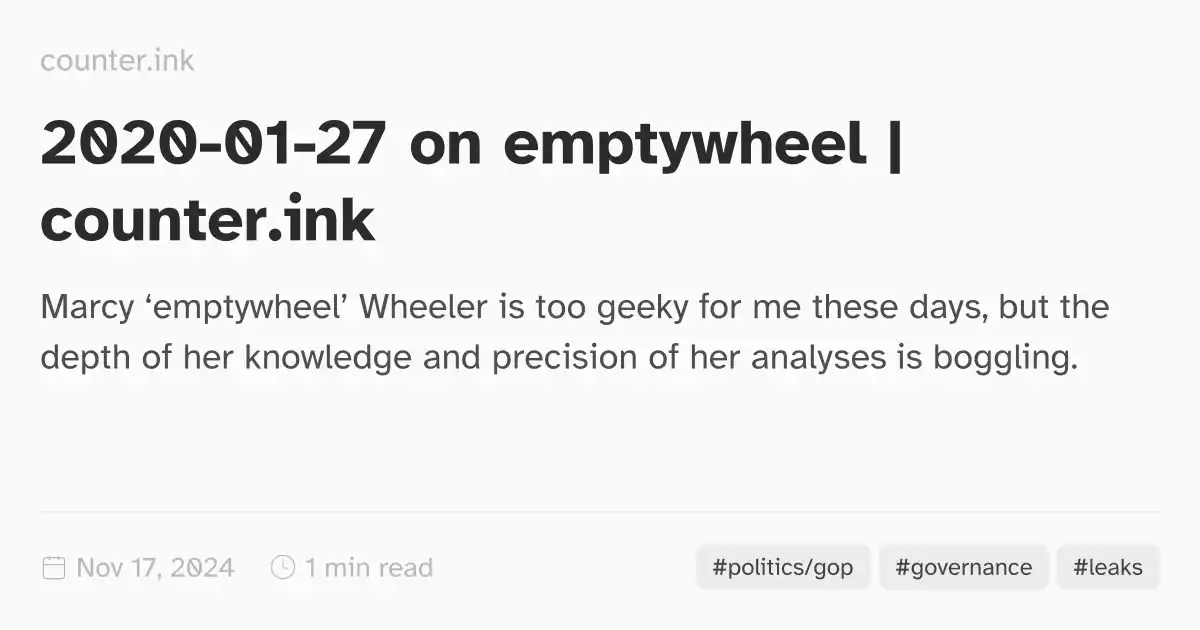 counter.ink
2020-01-27 on emptywheel |
counter.ink
Marcy ‘emptywheel’ Wheeler is too geeky for me these days, but the
depth of her knowledge and precision of her analyses is boggling.
Nov 17, 2024 1 min read #politics/gop #governance #leaks